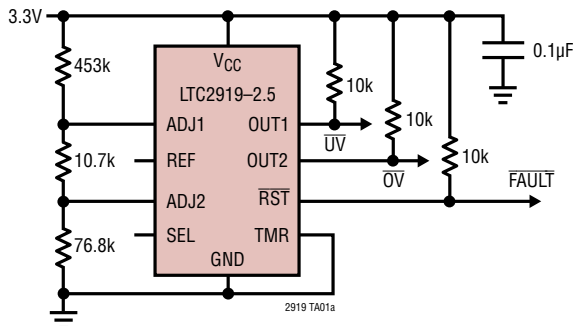 3.3V
453k
10.7k
76.8k
VCC
LTC2919–2.5
ADJ1
REF
ADJ2
SEL
OUT1
OUT2
RST
TMR
GND
10k
10k
10k
0.1µF
UV
OV
FAULT
2919 TA01a